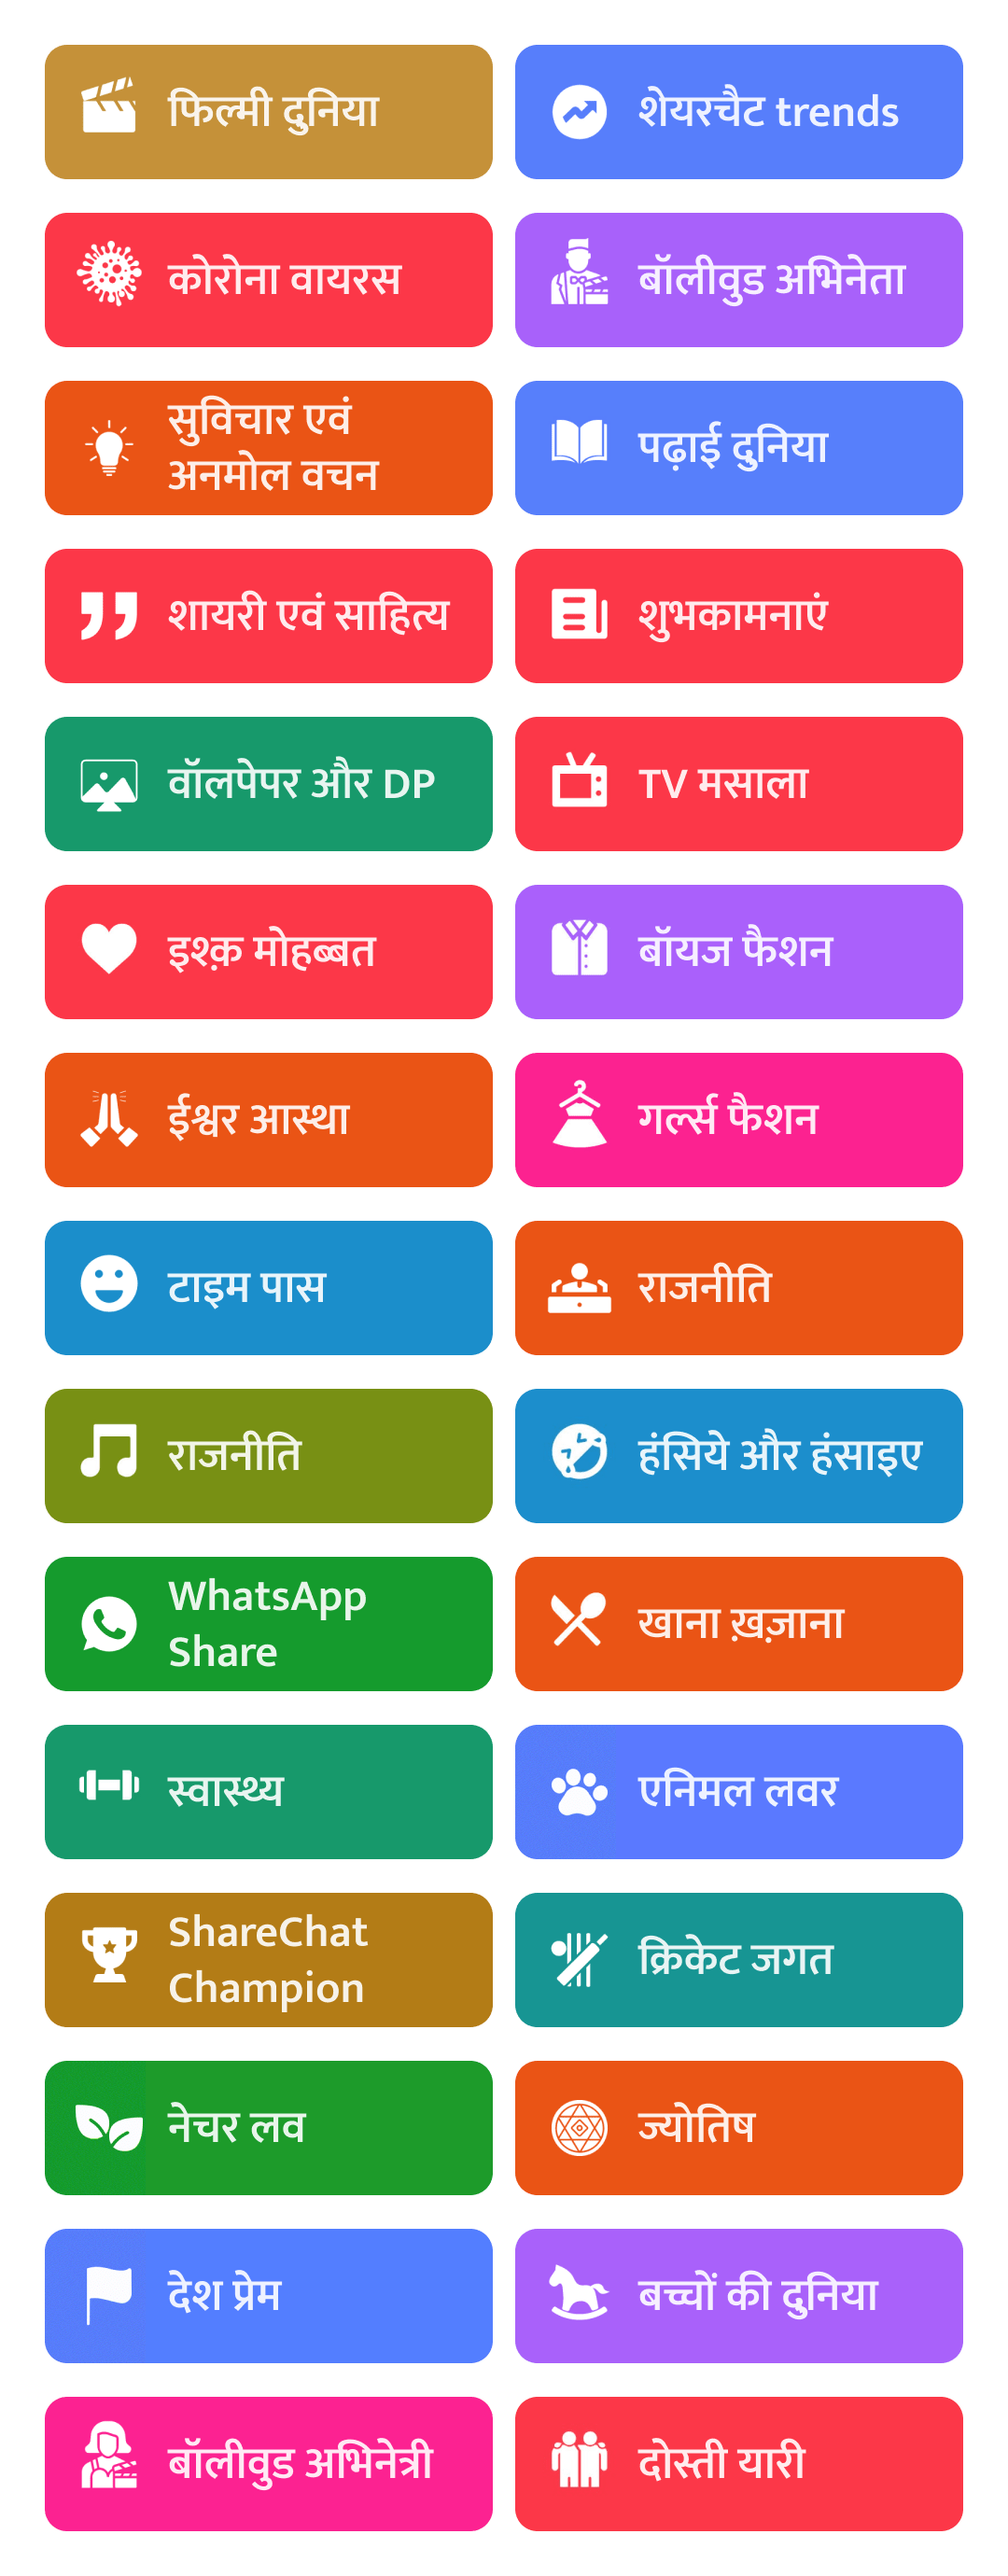 फिल्मी दुनिया
शेयरचैट trends
कोरोना वायरस
बॉलीवुड अभिनेता
सुविचार एवं
अनमोल वचन
पढ़ाई दुनिया
शायरी एवं साहित्य
शुभकामनाएं
वॉलपेपर और DP
TV मसाला
इश्क़ मोहब्बत
बॉयज फैशन
ईश्वर आस्था
गर्ल्स फैशन
टाइम पास
राजनीति
राजनीति
हंसिये और हंसाइए
WhatsApp
Share
खाना ख़ज़ाना
स्वास्थ्य
एनिमल लवर
ShareChat
Champion
क्रिकेट जगत
नेचर लव
ज्योतिष
देश प्रेम
बच्चों की दुनिया
बॉलीवुड अभिनेत्री
दोस्ती यारी